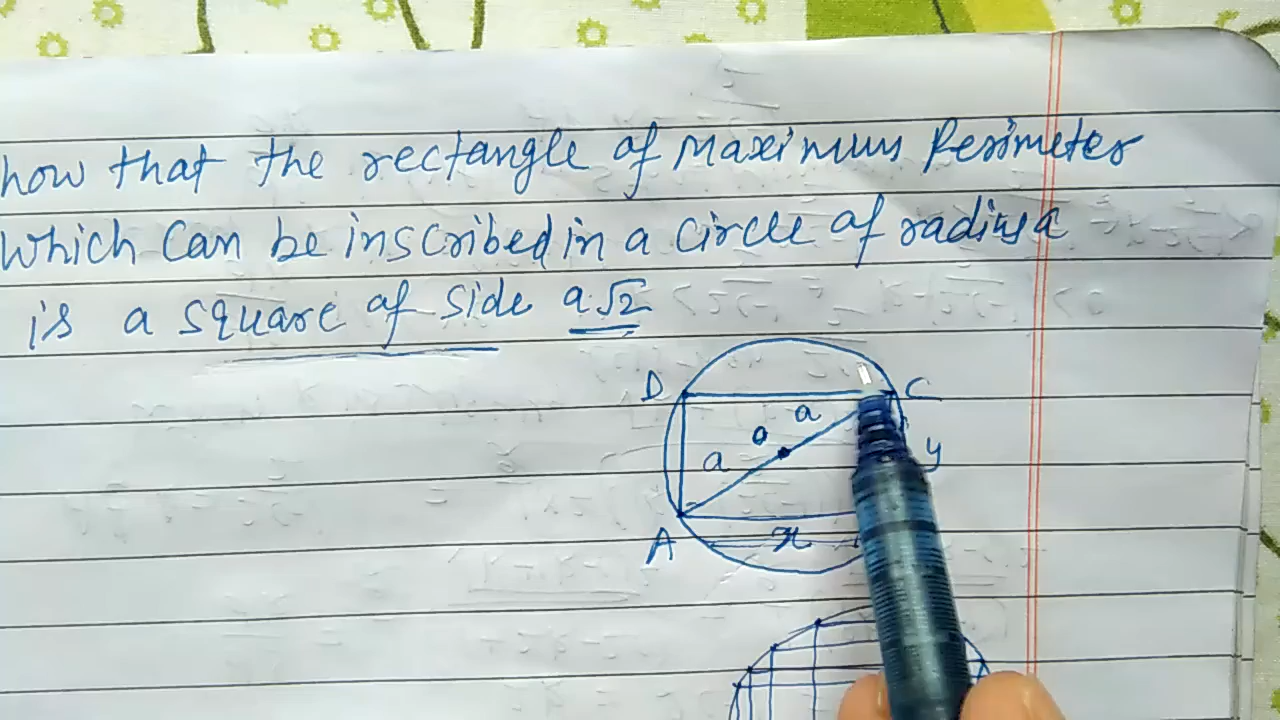 how that the rectangle of maximum Perimeter
which can be inscribed in a circle of radius a
is a square of side a√2
D C
a
o
a y
A x